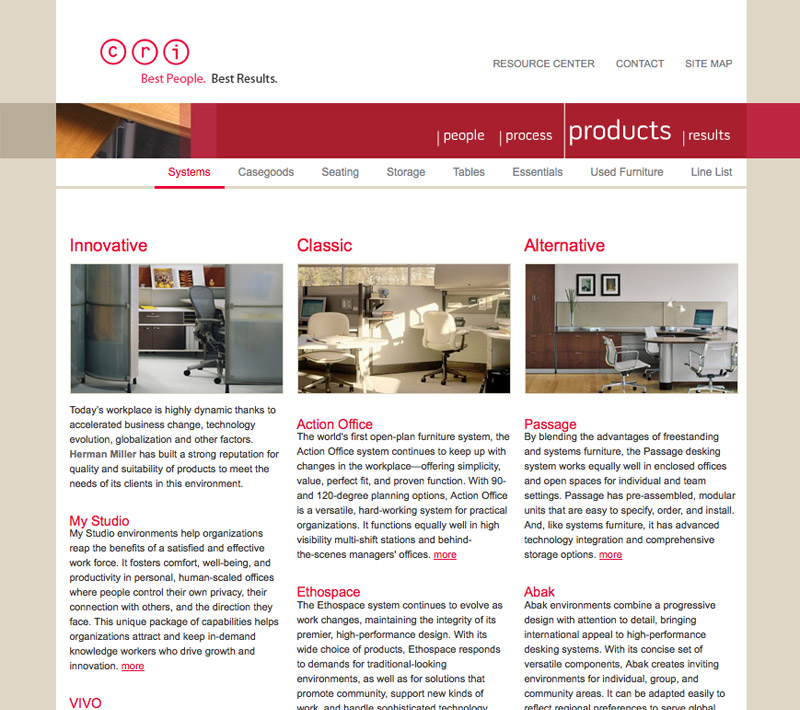 cri
Best People. Best Results.
RESOURCE CENTER CONTACT SITE MAP
people process products results
Systems Casegoods Seating Storage Tables Essentials Used Furniture Line List
Innovative
Today's workplace is highly dynamic thanks to
accelerated business change, technology
evolution, globalization and other factors.
Herman Miller has built a strong reputation for
quality and suitability of products to meet the
needs of its clients in this environment.
My Studio
My Studio environments help organizations
reap the benefits of a satisfied and effective
work force. It fosters comfort, well-being, and
productivity in personal, human-scaled offices
where people control their own privacy, their
connection with others, and the direction they
face. This unique package of capabilities helps
organizations attract and keep in-demand
knowledge workers who drive growth and
innovation. more
VIVO
Classic
Action Office
The world's first open-plan furniture system, the
Action Office system continues to keep up with
changes in the workplace—offering simplicity,
value, perfect fit, and proven function. With 90-
and 120-degree planning options, Action Office
is a versatile, hard-working system for practical
organizations. It functions equally well in high
visibility multi-shift stations and behind-
the-scenes managers' offices. more
Ethospace
The Ethospace system continues to evolve as
work changes, maintaining the integrity of its
premier, high-performance design. With its
wide choice of products, Ethospace responds
to demands for traditional-looking
environments, as well as for solutions that
promote community, support new kinds of
work, and handle sophisticated technology
Alternative
Passage
By blending the advantages of freestanding
and systems furniture, the Passage desking
system works equally well in enclosed offices
and open spaces for individual and team
settings. Passage has pre-assembled, modular
units that are easy to specify, order, and install.
And, like systems furniture, it has advanced
technology integration and comprehensive
storage options. more
Abak
Abak environments combine a progressive
design with attention to detail, bringing
international appeal to high-performance
desking systems. With its concise set of
versatile components, Abak creates inviting
environments for individual, group, and
community areas. It can be adapted easily to
reflect regional preferences to serve global